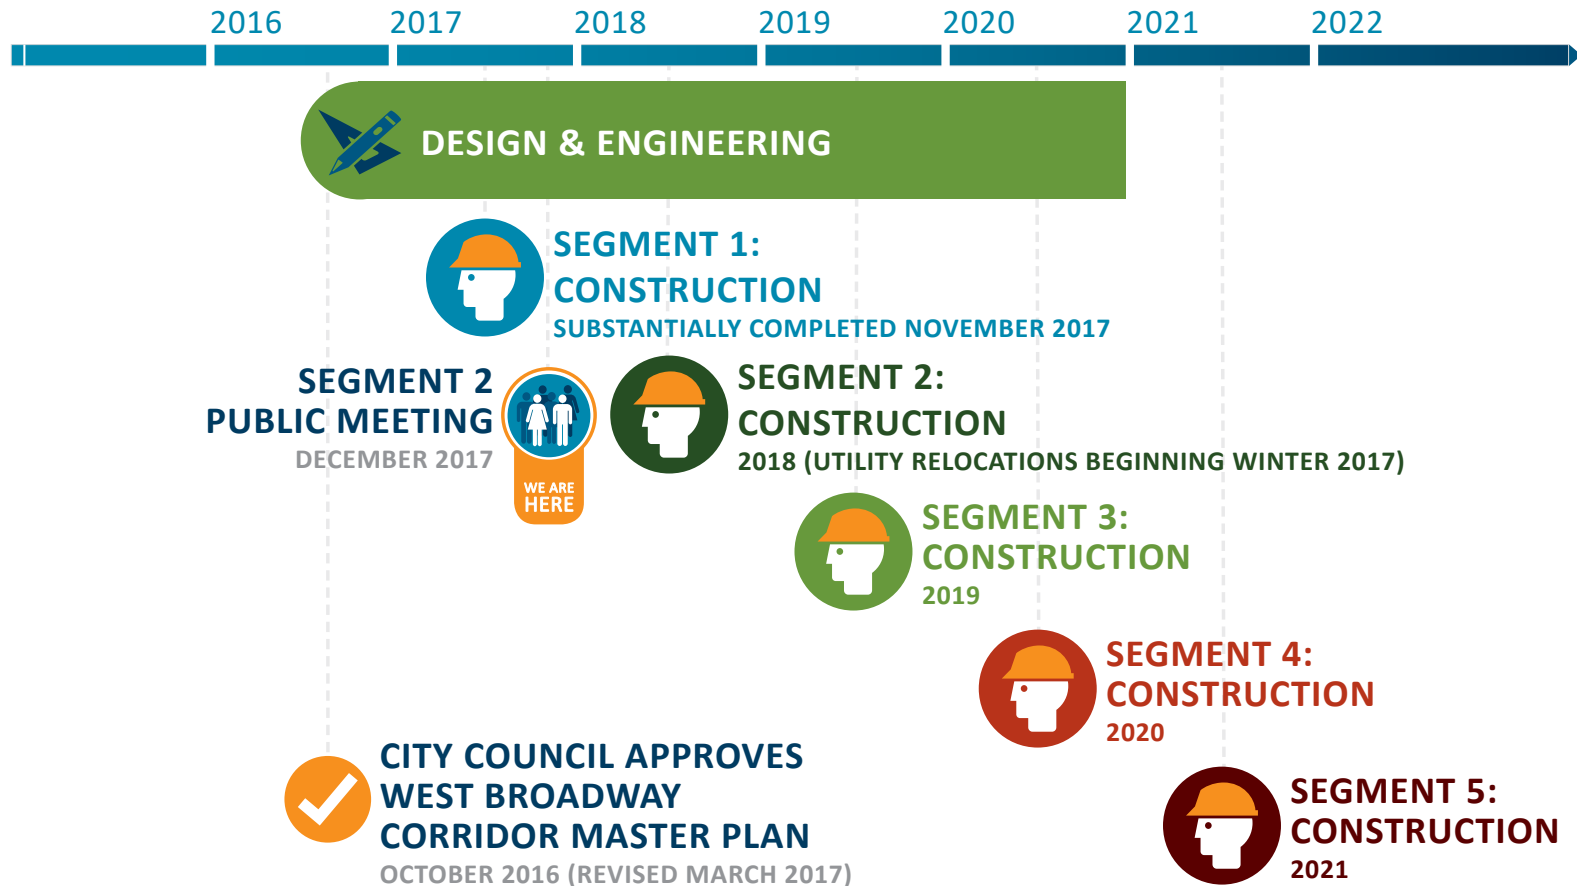 2016 2017 2018 2019 2020 2021 2022
DESIGN & ENGINEERING
SEGMENT 1:
CONSTRUCTION
SUBSTANTIALLY COMPLETED NOVEMBER 2017
SEGMENT 2
PUBLIC MEETING
DECEMBER 2017
WE ARE
HERE
SEGMENT 2:
CONSTRUCTION
2018 (UTILITY RELOCATIONS BEGINNING WINTER 2017)
SEGMENT 3:
CONSTRUCTION
2019
SEGMENT 4:
CONSTRUCTION
2020
CITY COUNCIL APPROVES
WEST BROADWAY
CORRIDOR MASTER PLAN
OCTOBER 2016 (REVISED MARCH 2017)
SEGMENT 5:
CONSTRUCTION
2021